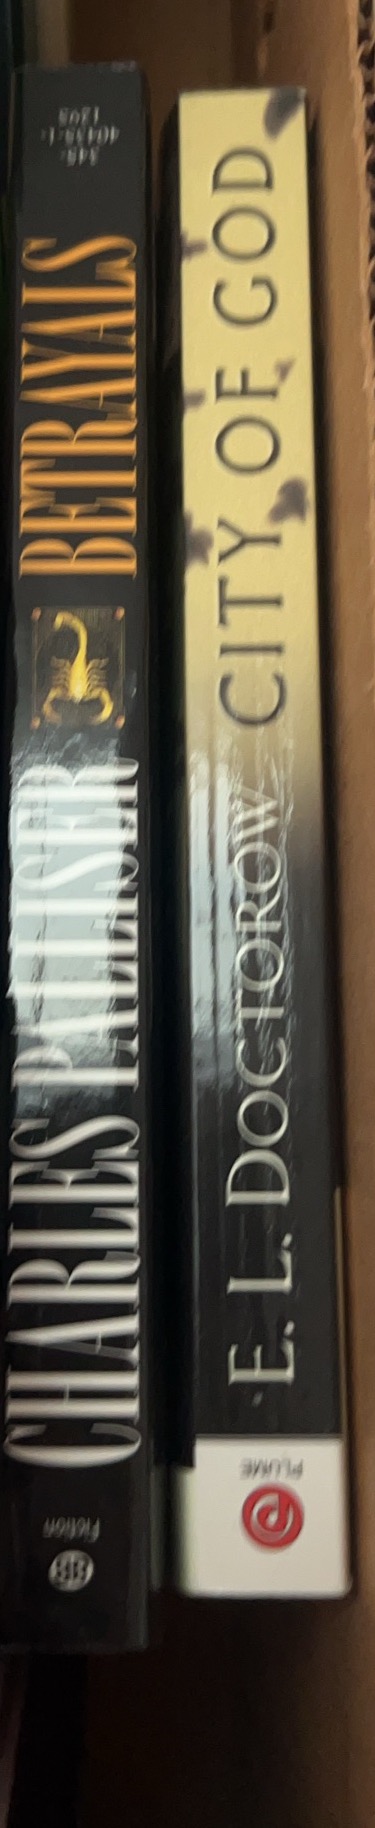 CHARLES PALLISER BETRAYALS
Fiction
E. L. DOCTOROW CITY OF GOD
PLUME